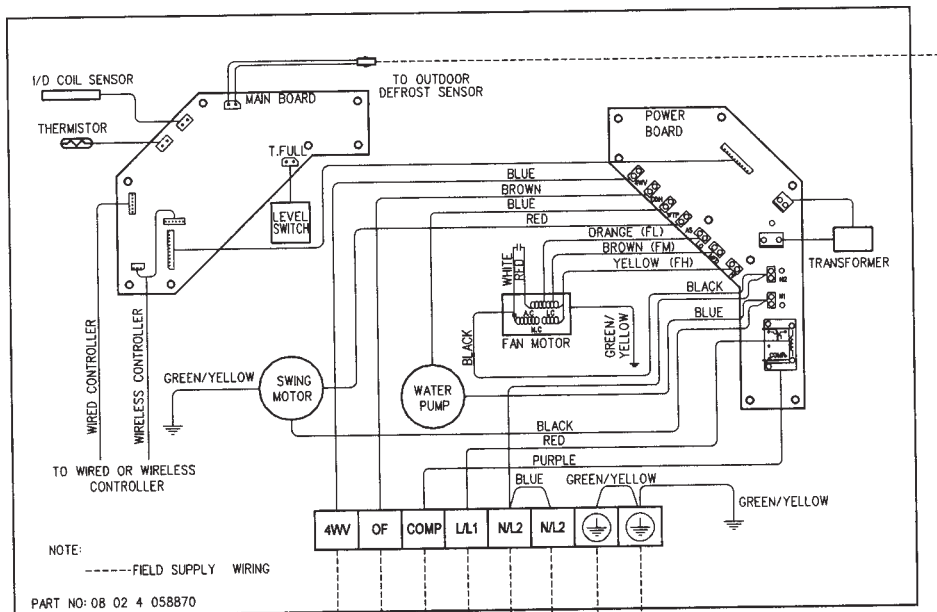 I/D COIL SENSOR
MAIN BOARD
TO OUTDOOR
DEFROST SENSOR
THERMISTOR
T.FULL
POWER
BOARD
BLUE
BROWN
BLUE
RED
LEVEL
SWITCH
ORANGE (FL)
BROWN (FM)
YELLOW (FH)
WHITE
RED
TRANSFORMER
BLACK
BLUE
A.C
I.C
M.C
FAN MOTOR
BLACK
GREEN/
YELLOW
COMP.
WIRED CONTROLLER
WIRELESS CONTROLLER
GREEN/YELLOW
SWING
MOTOR
WATER
PUMP
BLACK
RED
PURPLE
TO WIRED OR WIRELESS
CONTROLLER
BLUE
GREEN/YELLOW
GREEN/YELLOW
4WV OF COMP L/L1 N/L2 N/L2
NOTE:
------FIELD SUPPLY WIRING
PART NO: 08 02 4 058870